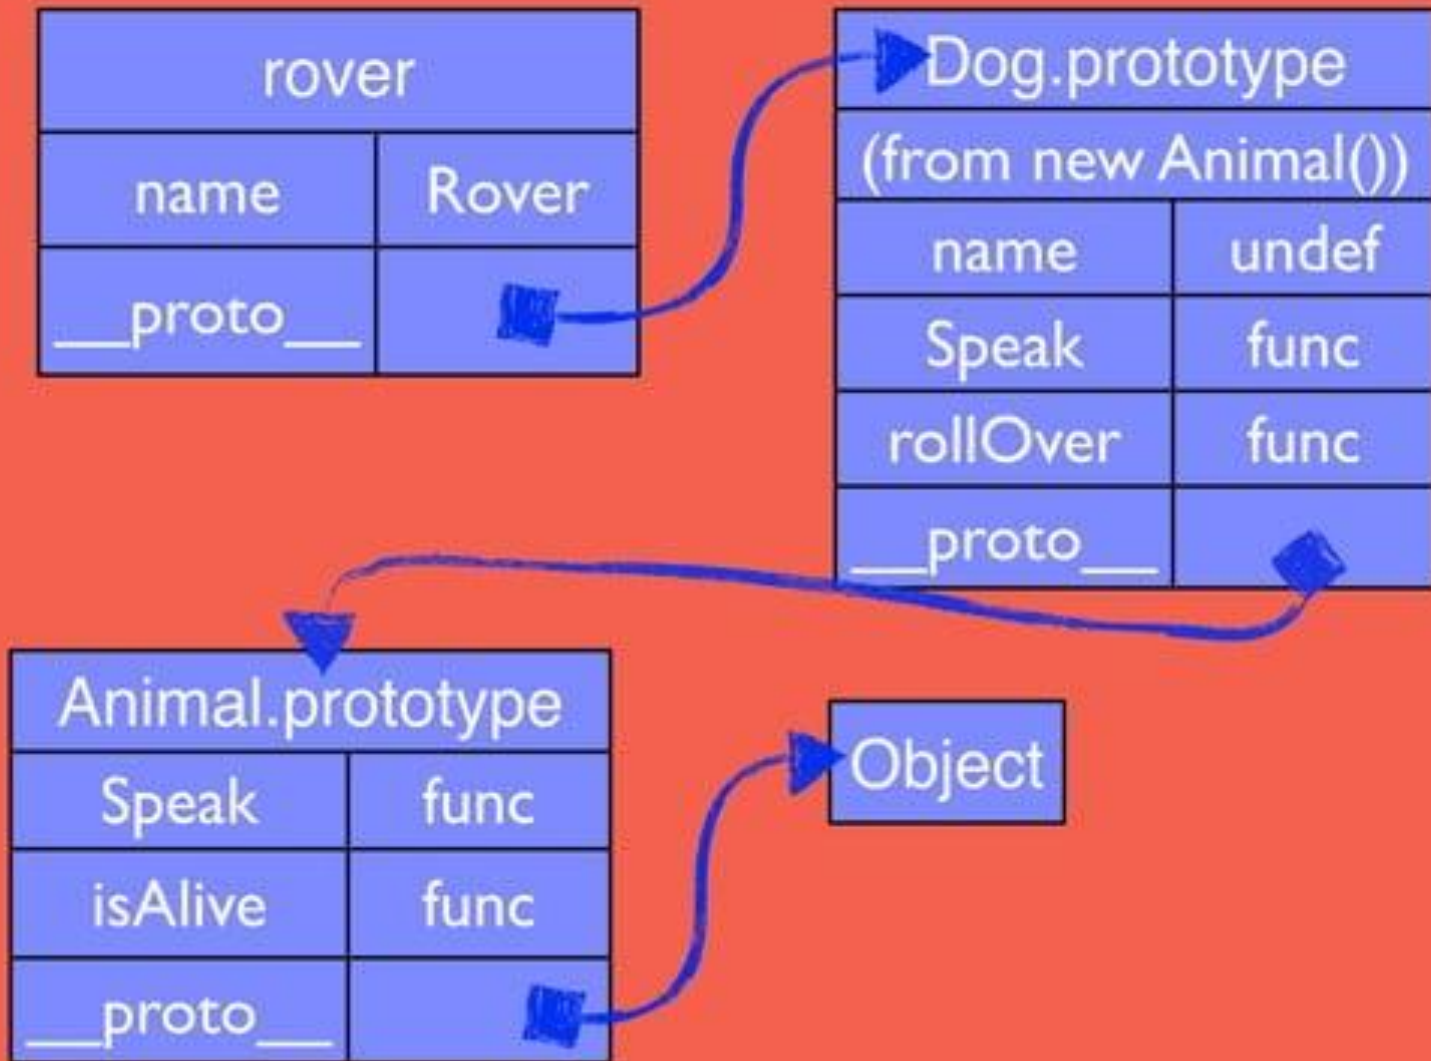 rover
name Rover
__proto__
Dog.prototype
(from new Animal())
name undef
Speak func
rollOver func
__proto__
Animal.prototype
Speak func
isAlive func
__proto__
Object